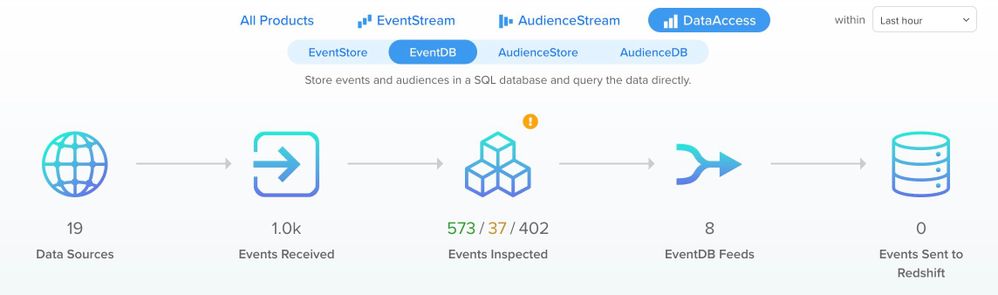 All Products
EventStream
AudienceStream
DataAccess
within
Last hour
EventStore
EventDB
AudienceStore
AudienceDB
Store events and audiences in a SQL database and query the data directly.
!
19
Data Sources
1.0k
Events Received
573 / 37 / 402
Events Inspected
8
EventDB Feeds
0
Events Sent to
Redshift